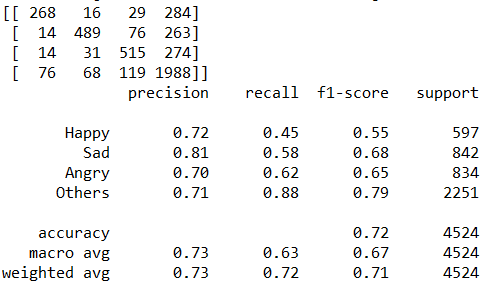 [[ 268 16 29 284]
[ 14 489 76 263]
[ 14 31 515 274]
[ 76 68 119 1988]]
precision recall f1-score support
Happy 0.72 0.45 0.55 597
Sad 0.81 0.58 0.68 842
Angry 0.70 0.62 0.65 834
Others 0.71 0.88 0.79 2251
accuracy 0.72 4524
macro avg 0.73 0.63 0.67 4524
weighted avg 0.73 0.72 0.71 4524